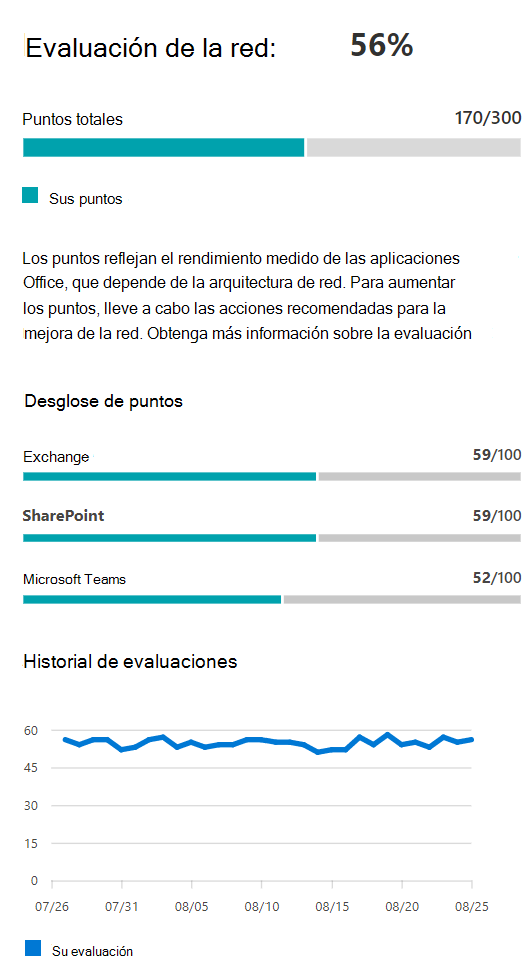 Evaluación de la red: 56%
Puntos totales 170/300
Sus puntos
Los puntos reflejan el rendimiento medido de las aplicaciones
Office, que depende de la arquitectura de red. Para aumentar
los puntos, lleve a cabo las acciones recomendadas para la
mejora de la red. Obtenga más información sobre la evaluación
Desglose de puntos
Exchange 59/100
SharePoint 59/100
Microsoft Teams 52/100
Historial de evaluaciones
60
45
30
15
0
07/26 07/31 08/05 08/10 08/15 08/20 08/25
Su evaluación